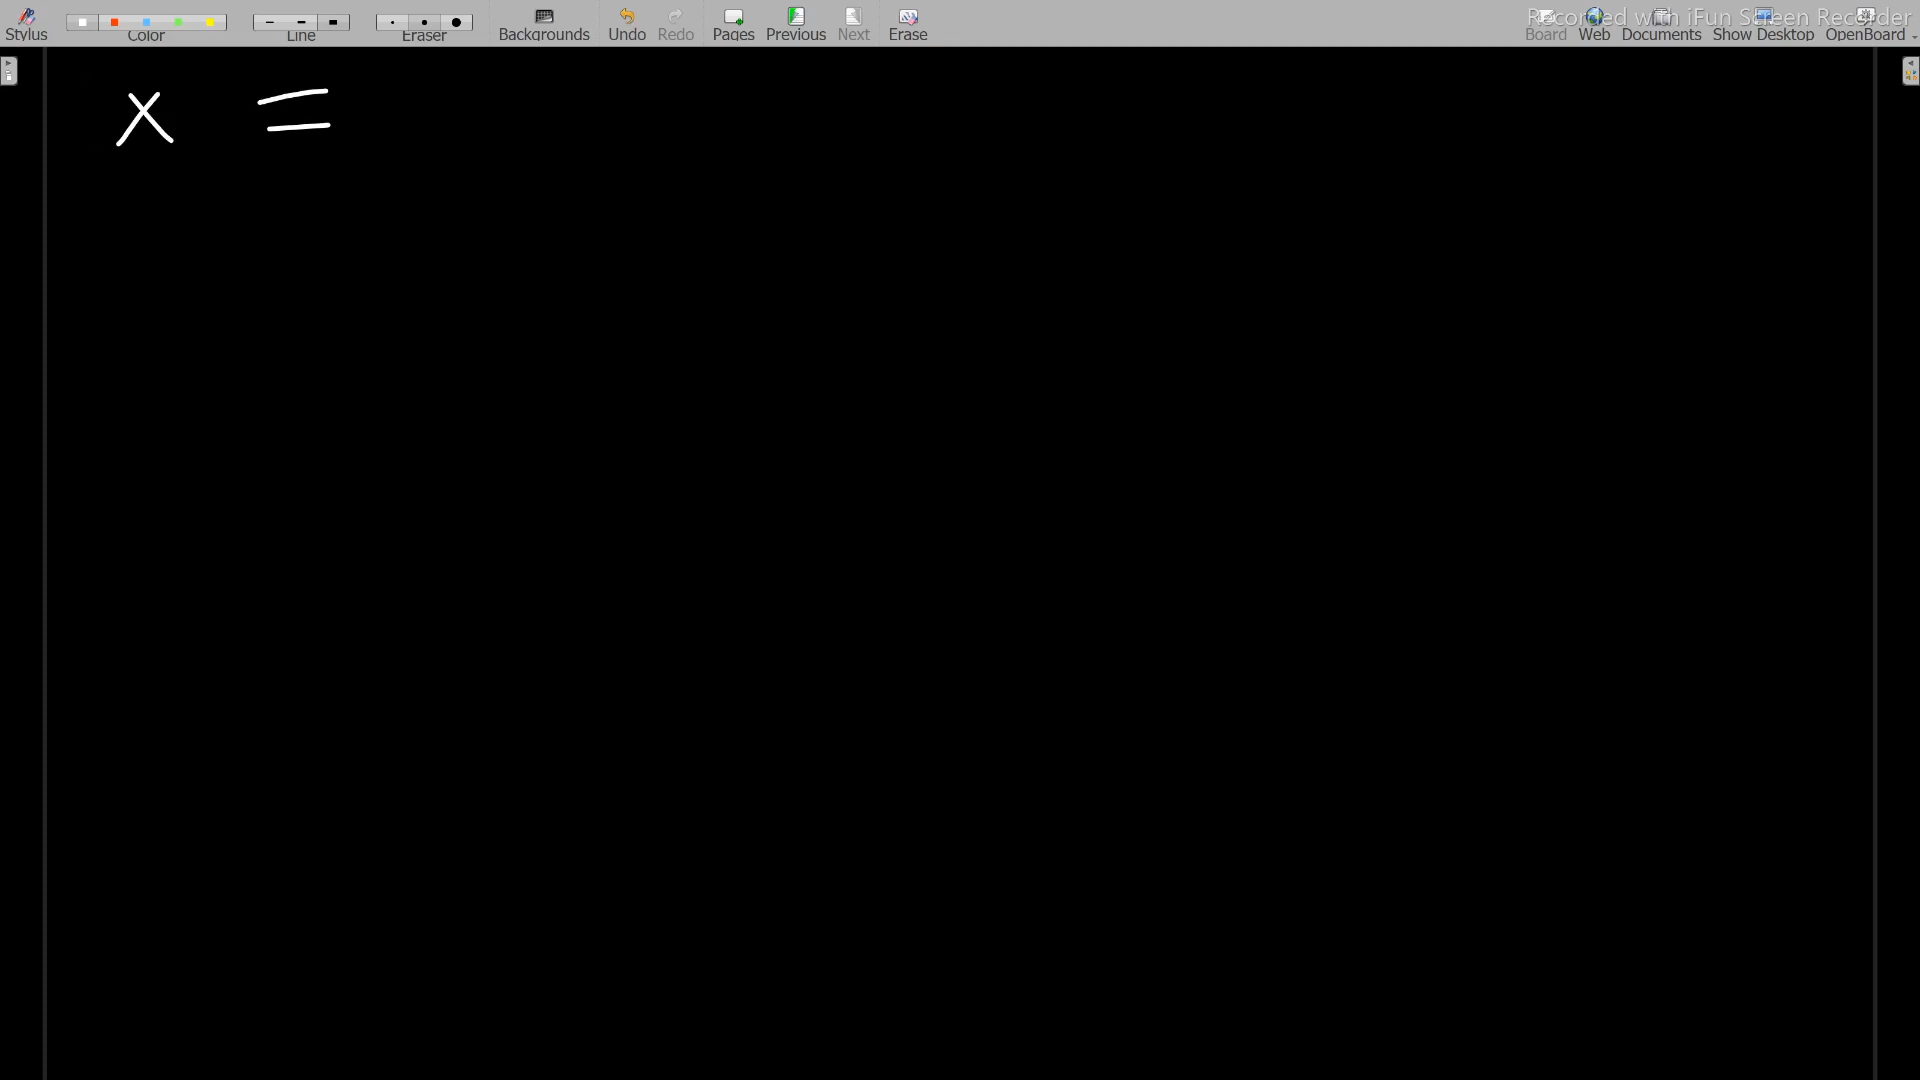 Recorded with iFun Screen Recorder
Stylus Color Line Eraser Backgrounds Undo Redo Pages Previous Next Erase Board Web Documents Show Desktop OpenBoard
x =